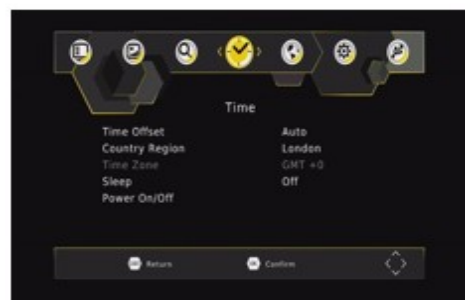 Time
Time Offset Auto
Country Region London
Time Zone GMT +0
Sleep Off
Power On/Off
Return Confirm